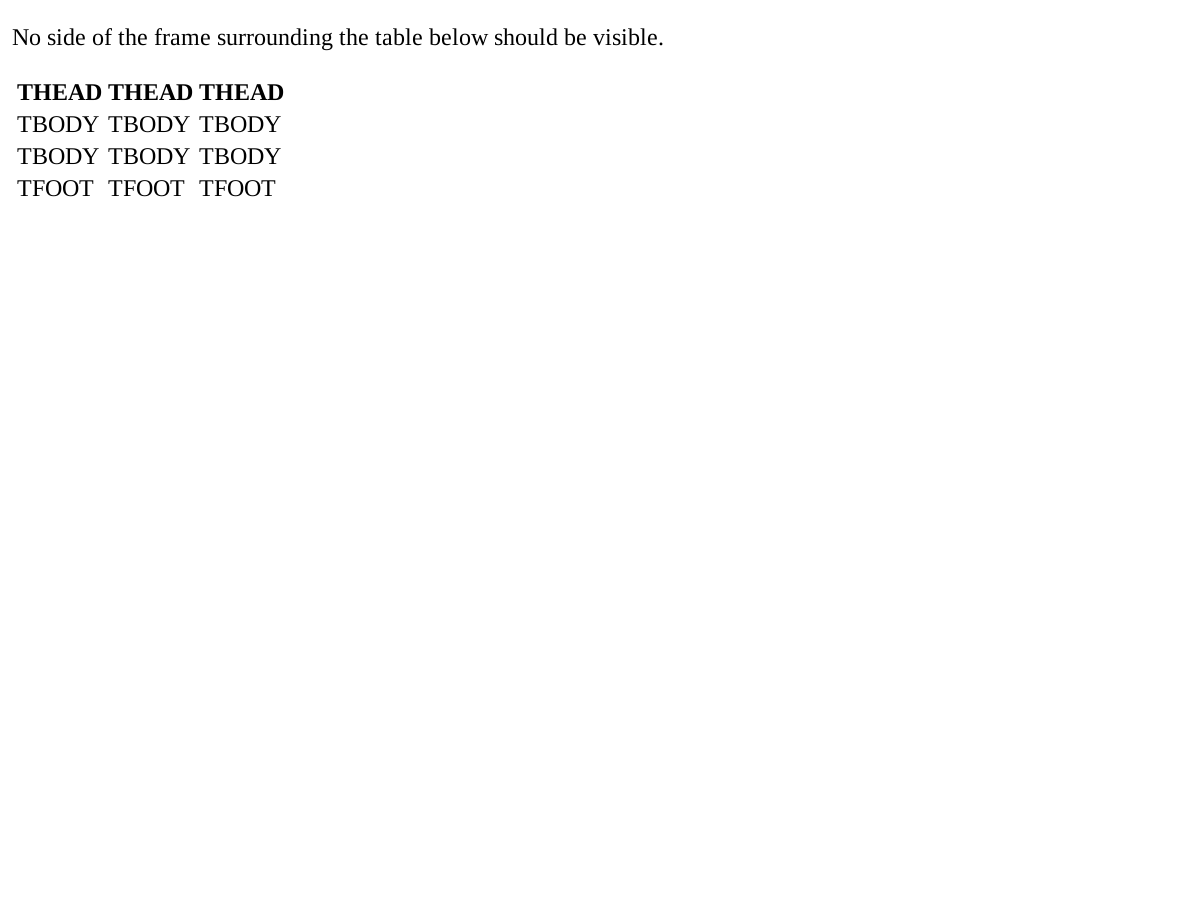 No side of the frame surrounding the table below should be visible.
THEAD THEAD THEAD
TBODY TBODY TBODY
TBODY TBODY TBODY
TFOOT TFOOT TFOOT